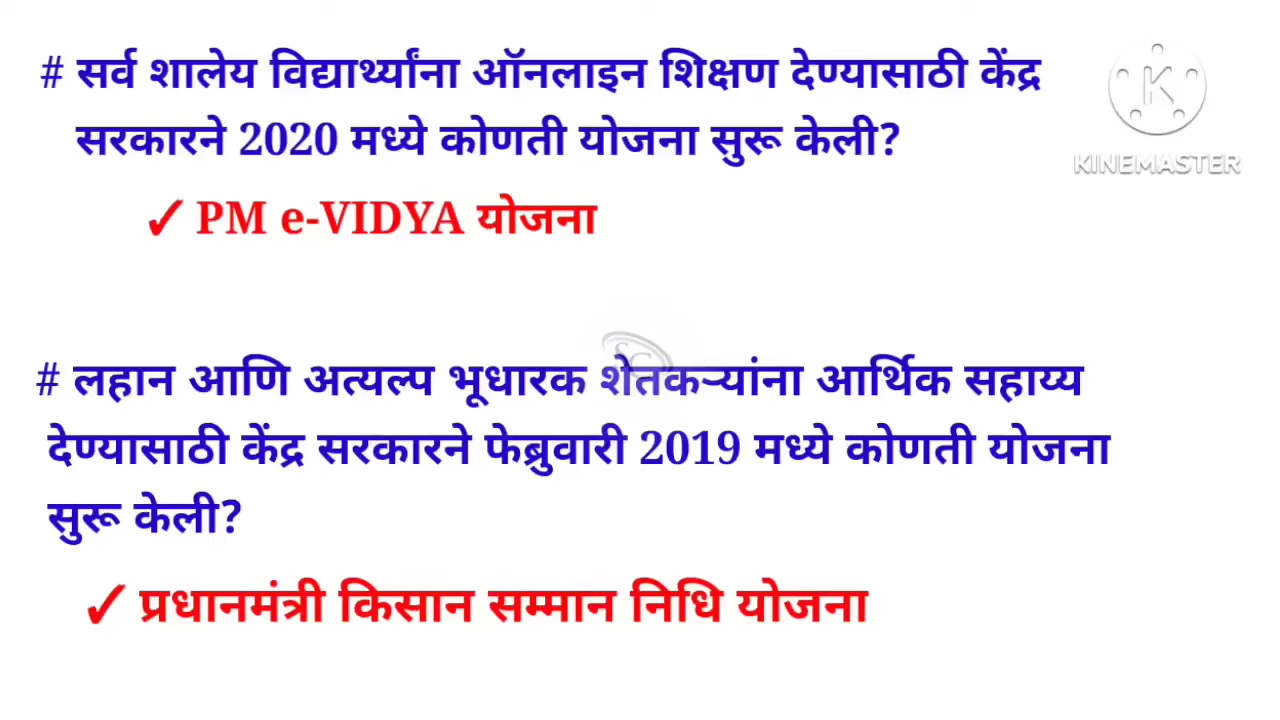 # सर्व शालेय विद्यार्थ्यांना ऑनलाइन शिक्षण देण्यासाठी केंद्र
सरकारने 2020 मध्ये कोणती योजना सुरू केली?
✓ PM e-VIDYA योजना
K
KINEMASTER
SC
# लहान आणि अत्यल्प भूधारक शेतकऱ्यांना आर्थिक सहाय्य
देण्यासाठी केंद्र सरकारने फेब्रुवारी 2019 मध्ये कोणती योजना
सुरू केली?
✓ प्रधानमंत्री किसान सम्मान निधि योजना